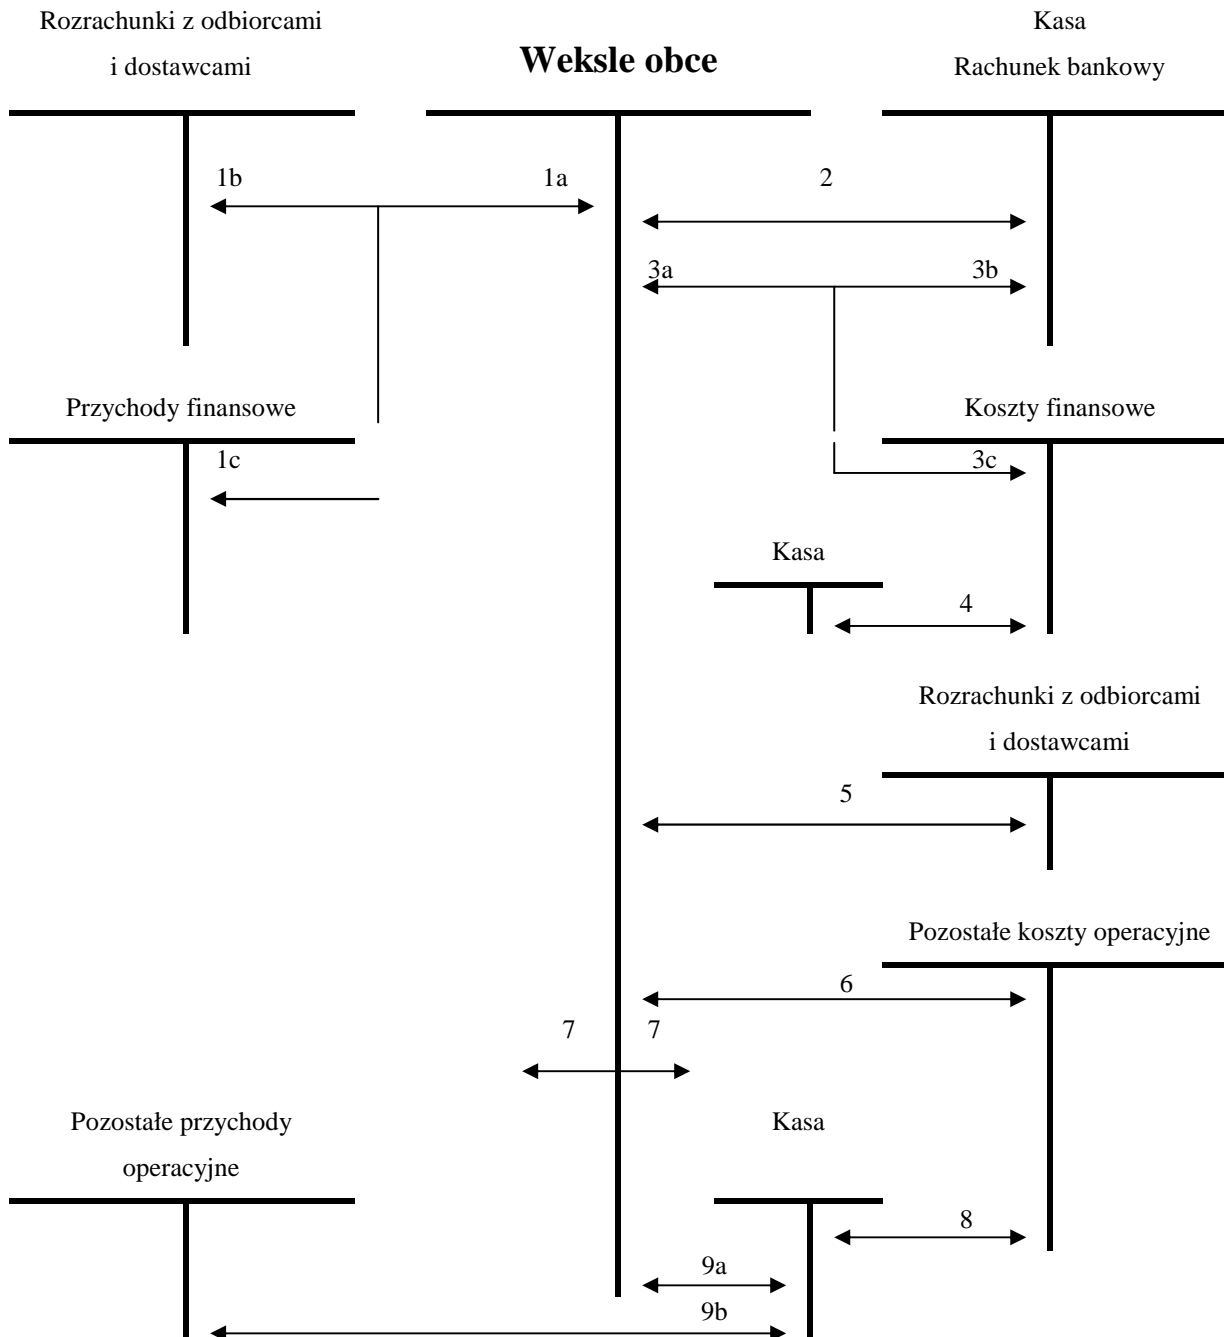 Rozrachunki z odbiorcami
i dostawcami
Weksle obce
Kasa
Rachunek bankowy
1b
1a
2
3a
3b
Przychody finansowe
Koszty finansowe
1c
3c
Kasa
4
Rozrachunki z odbiorcami
i dostawcami
5
Pozostałe koszty operacyjne
6
7
7
Pozostałe przychody
operacyjne
Kasa
8
9a
9b